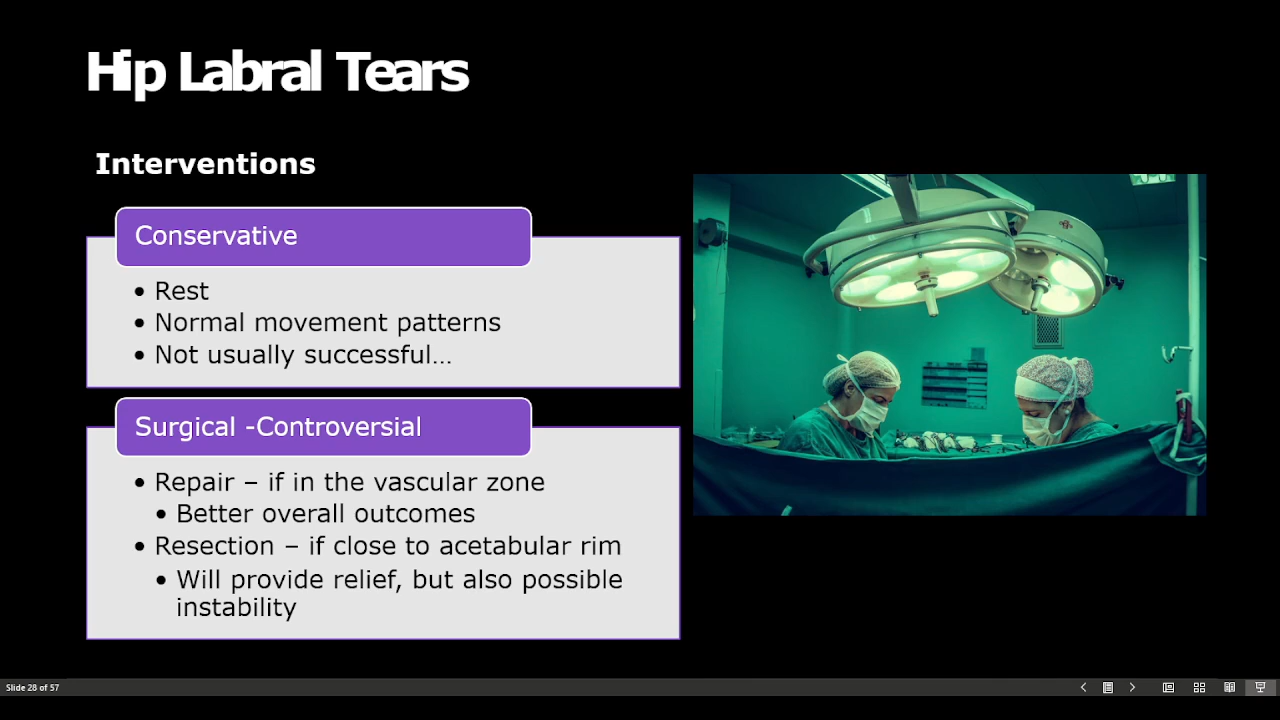 Hip Labral Tears
Interventions
Conservative
• Rest
• Normal movement patterns
• Not usually successful...
Surgical -Controversial
• Repair – if in the vascular zone
• Better overall outcomes
• Resection – if close to acetabular rim
• Will provide relief, but also possible
instability
Slide 28 of 57